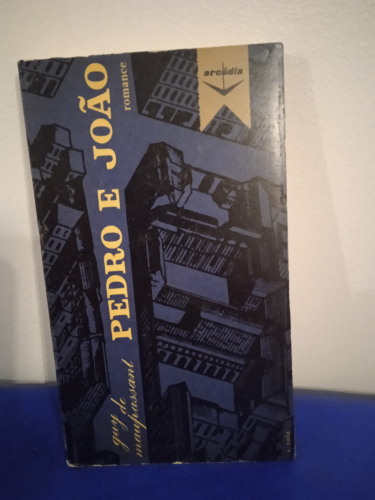 arcádia
PEDRO E JOÃO
romance
guy de
maupassant